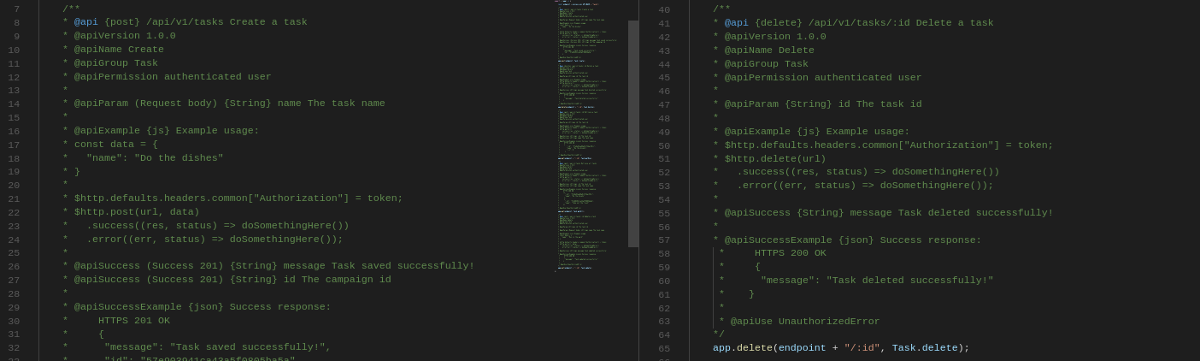 7 /**
8 * @api {post} /api/v1/tasks Create a task
9 * @apiVersion 1.0.0
10 * @apiName Create
11 * @apiGroup Task
12 * @apiPermission authenticated user
13 *
14 * @apiParam (Request body) {String} name The task name
15 *
16 * @apiExample {js} Example usage:
17 * const data = {
18 *   "name": "Do the dishes"
19 * }
20 *
21 * $http.defaults.headers.common["Authorization"] = token;
22 * $http.post(url, data)
23 *   .success((res, status) => doSomethingHere())
24 *   .error((err, status) => doSomethingHere());
25 *
26 * @apiSuccess (Success 201) {String} message Task saved successfully!
27 * @apiSuccess (Success 201) {String} id The campaign id
28 *
29 * @apiSuccessExample {json} Success response:
30 *     HTTPS 201 OK
31 *     {
32 *      "message": "Task saved successfully!",
33 *      "id": "57e903941ca43a5f0805ba5a"
40 /**
41 * @api {delete} /api/v1/tasks/:id Delete a task
42 * @apiVersion 1.0.0
43 * @apiName Delete
44 * @apiGroup Task
45 * @apiPermission authenticated user
46 *
47 * @apiParam {String} id The task id
48 *
49 * @apiExample {js} Example usage:
50 * $http.defaults.headers.common["Authorization"] = token;
51 * $http.delete(url)
52 *   .success((res, status) => doSomethingHere())
53 *   .error((err, status) => doSomethingHere());
54 *
55 * @apiSuccess {String} message Task deleted successfully!
56 *
57 * @apiSuccessExample {json} Success response:
58 *     HTTPS 200 OK
59 *     {
60 *      "message": "Task deleted successfully!"
61 *    }
62 *
63 * @apiUse UnauthorizedError
64 */
65 app.delete(endpoint + "/:id", Task.delete);